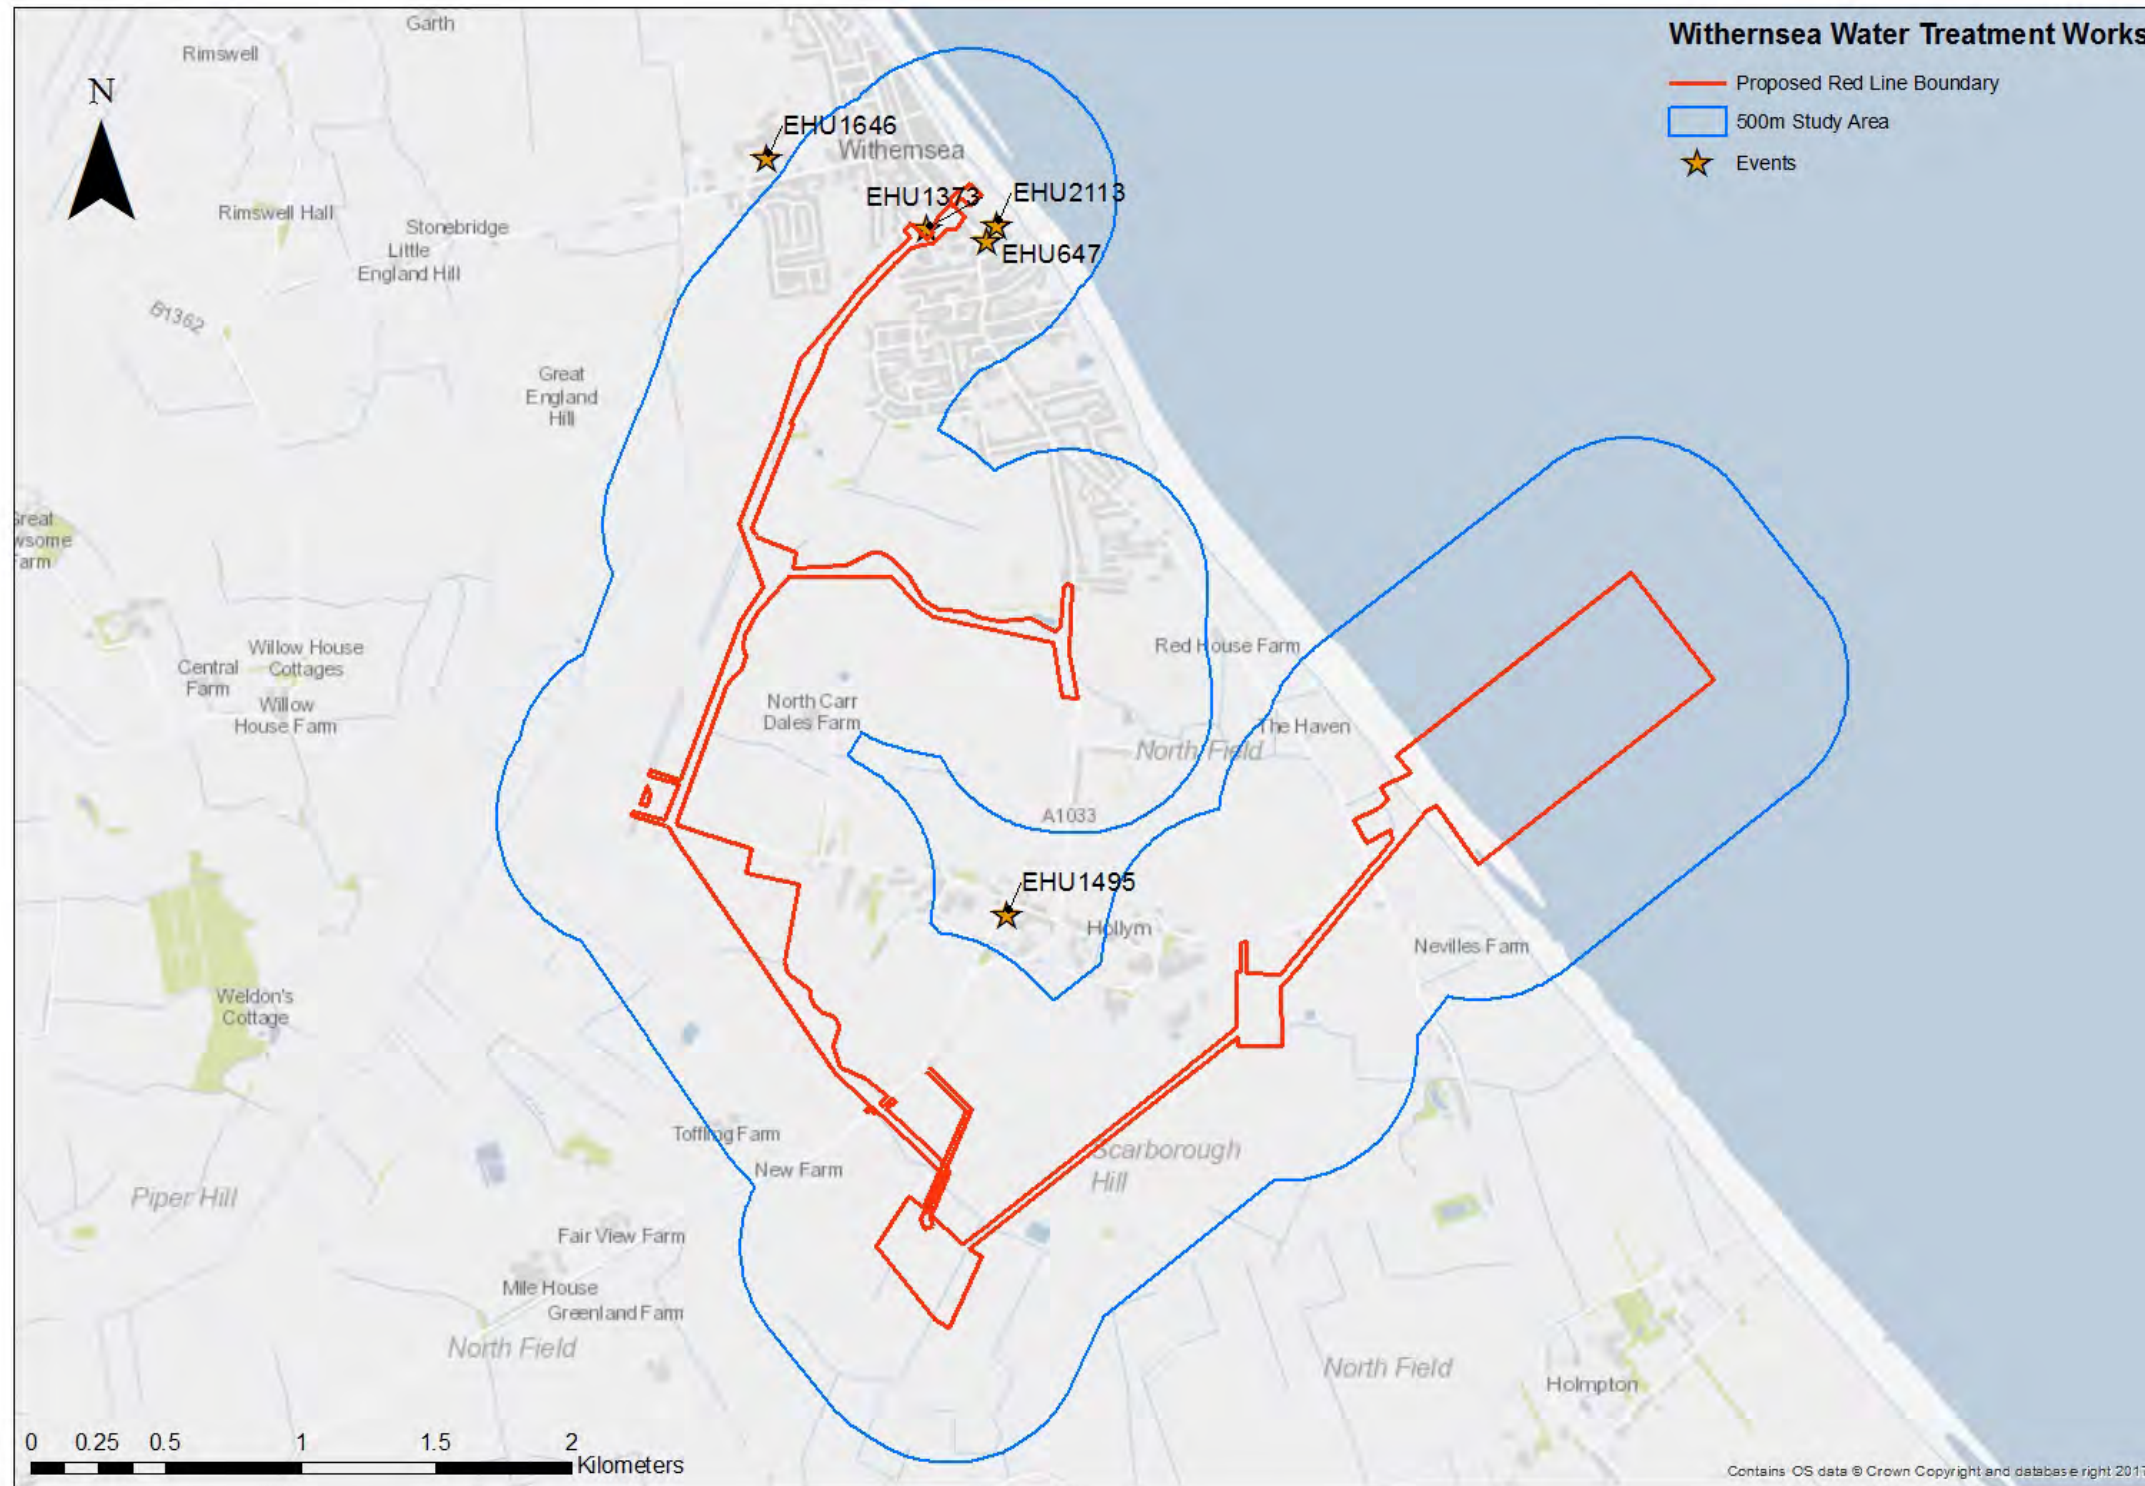 Withernsea Water Treatment Works
Proposed Red Line Boundary
500m Study Area
Events
N
Garth
Rimswell
EHU1646
Withernsea
EHU1373
EHU2113
EHU647
Rimswell Hall
Stonebridge
Little
England Hill
B1362
Great
England
Hill
Great
Farm
Willow House
Cottages
Central
Farm
Willow
House Farm
Red House Farm
North Carr
Dales Farm
The Haven
North Field
A1033
EHU1495
Hollym
Nevilles Farm
Weldon's
Cottage
Toffling Farm
New Farm
Scarborough
Hill
Piper Hill
Fair View Farm
Mile House
Greenland Farm
North Field
North Field
Holmpton
0 0.25 0.5 1 1.5 2
Kilometers
Contains OS data © Crown Copyright and database right 2017